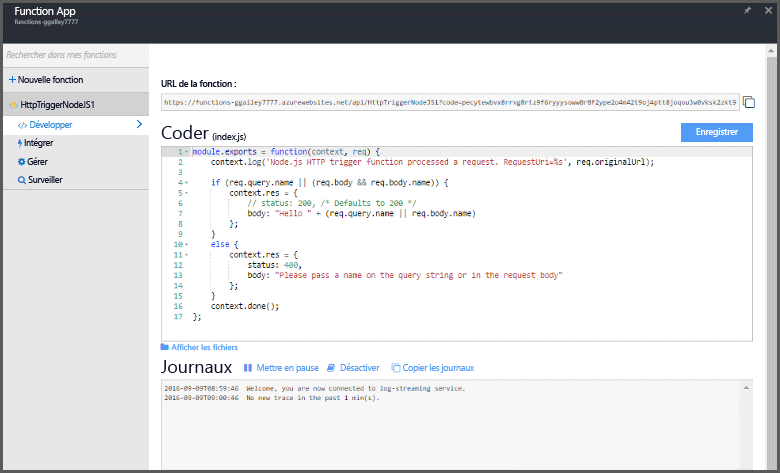 Function App
functions-ggailey7777
Rechercher dans mes fonctions
+ Nouvelle fonction
HttpTriggerNodeJS1
</> Développer
Intégrer
Gérer
Surveiller
URL de la fonction :
https://functions-ggailey7777.azurewebsites.net/api/HttpTriggerNodeJS1?code=pecytewbvx8rrvg8rtz9f6ryyysoww0r8f2ype2o4m42t9oj4ptt8joqou3w0vksk2zkt9
Coder (index.js)
Enregistrer
1 module.exports = function(context, req) {
2 context.log('Node.js HTTP trigger function processed a request. RequestUri=%s', req.originalUrl);
3
4 if (req.query.name || (req.body && req.body.name)) {
5 context.res = {
6 // status: 200, /* Defaults to 200 */
7 body: "Hello " + (req.query.name || req.body.name)
8 };
9 }
10 else {
11 context.res = {
12 status: 400,
13 body: "Please pass a name on the query string or in the request body"
14 };
15 }
16 context.done();
17 };
Afficher les fichiers
Journaux
Mettre en pause
Désactiver
Copier les journaux
2016-09-09T08:59:46 Welcome, you are now connected to log-streaming service.
2016-09-09T09:00:46 No new trace in the past 1 min(s).